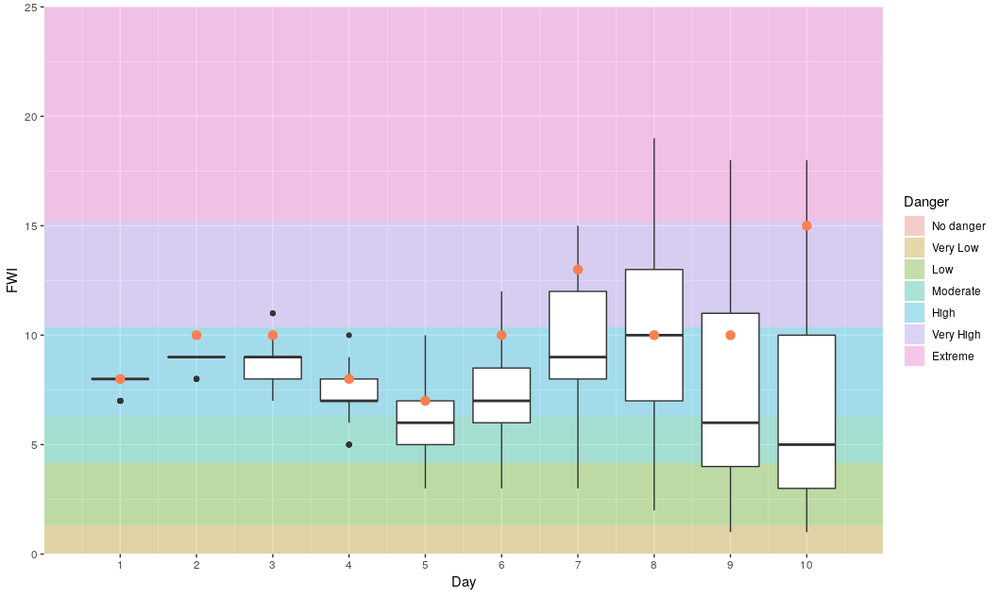 25
20
15
10
5
0
FWI
1 2 3 4 5 6 7 8 9 10
Day
Danger
No danger
Very Low
Low
Moderate
High
Very High
Extreme